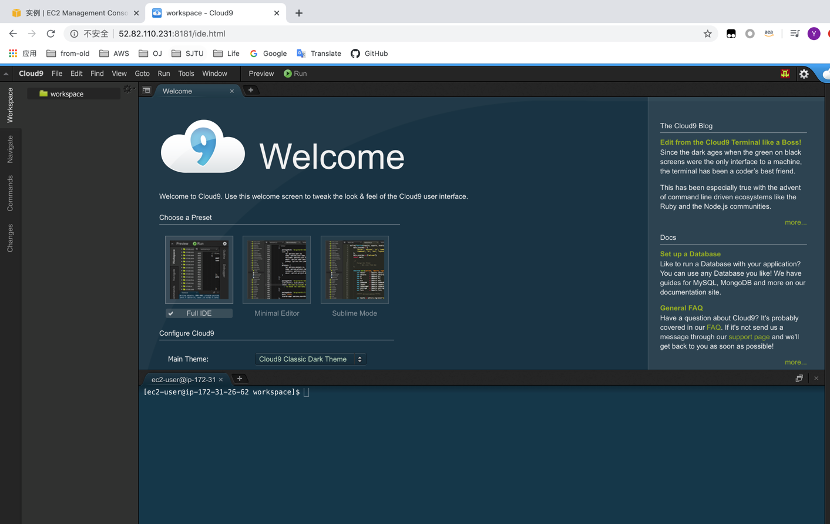 实例 | EC2 Management Cons
workspace - Cloud9
不安全
52.82.110.231:8181/ide.html
应用
from-old
AWS
OJ
SJTU
Life
Google
Translate
GitHub
Cloud9 File Edit Find View Goto Run Tools Window Preview Run
Workspace
Navigate
Commands
Changes
workspace
Welcome
9
Welcome
Welcome to Cloud9. Use this welcome screen to tweak the look & feel of the Cloud9 user interface.
Choose a Preset
Full IDE
Minimal Editor
Sublime Mode
Configure Cloud9
Main Theme:
Cloud9 Classic Dark Theme
The Cloud9 Blog
Edit from the Cloud9 Terminal like a Boss!
Since the dark ages when the green on black
screens were the only interface to a machine,
the terminal has been a coder's best friend.
This has been especially true with the advent
of command line driven ecosystems like the
Ruby and the Node.js communities.
more...
Docs
Set up a Database
Like to run a Database with your application?
You can use any Database you like! We have
guides for MySQL, MongoDB and more on our
documentation site.
General FAQ
Have a question about Cloud9? It's probably
covered in our FAQ. If it's not send us a
message through our support page and we'll
get back to you as soon as possible!
more...
ec2-user@ip-172-31
[ec2-user@ip-172-31-26-62 workspace]$